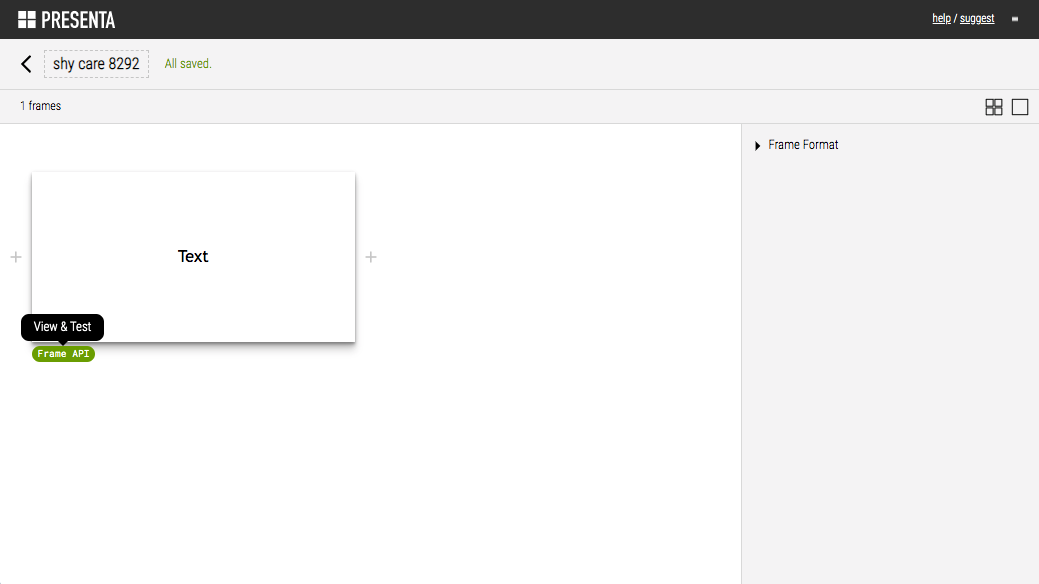 PRESENTA
help / suggest
shy care 8292
All saved.
1 frames
Frame Format
Text
View & Test
Frame API